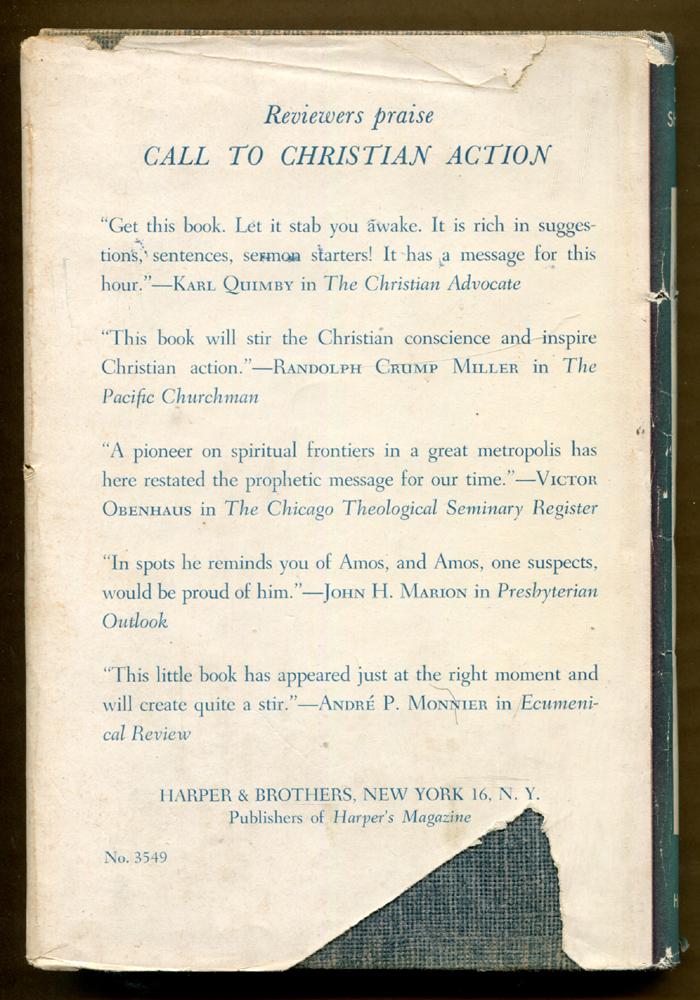 Reviewers praise
CALL TO CHRISTIAN ACTION
“Get this book. Let it stab you awake. It is rich in sugges-
tions, sentences, sermon starters! It has a message for this
hour.”—KARL QUIMBY in The Christian Advocate
“This book will stir the Christian conscience and inspire
Christian action.”—RANDOLPH CRUMP MILLER in The
Pacific Churchman
“A pioneer on spiritual frontiers in a great metropolis has
here restated the prophetic message for our time.”—VICTOR
OBENHAUS in The Chicago Theological Seminary Register
“In spots he reminds you of Amos, and Amos, one suspects,
would be proud of him.”—JOHN H. MARION in Presbyterian
Outlook
“This little book has appeared just at the right moment and
will create quite a stir.”—ANDRÉ P. MONNIER in Ecumeni-
cal Review
HARPER & BROTHERS, NEW YORK 16, N. Y.
Publishers of Harper's Magazine
No. 3549